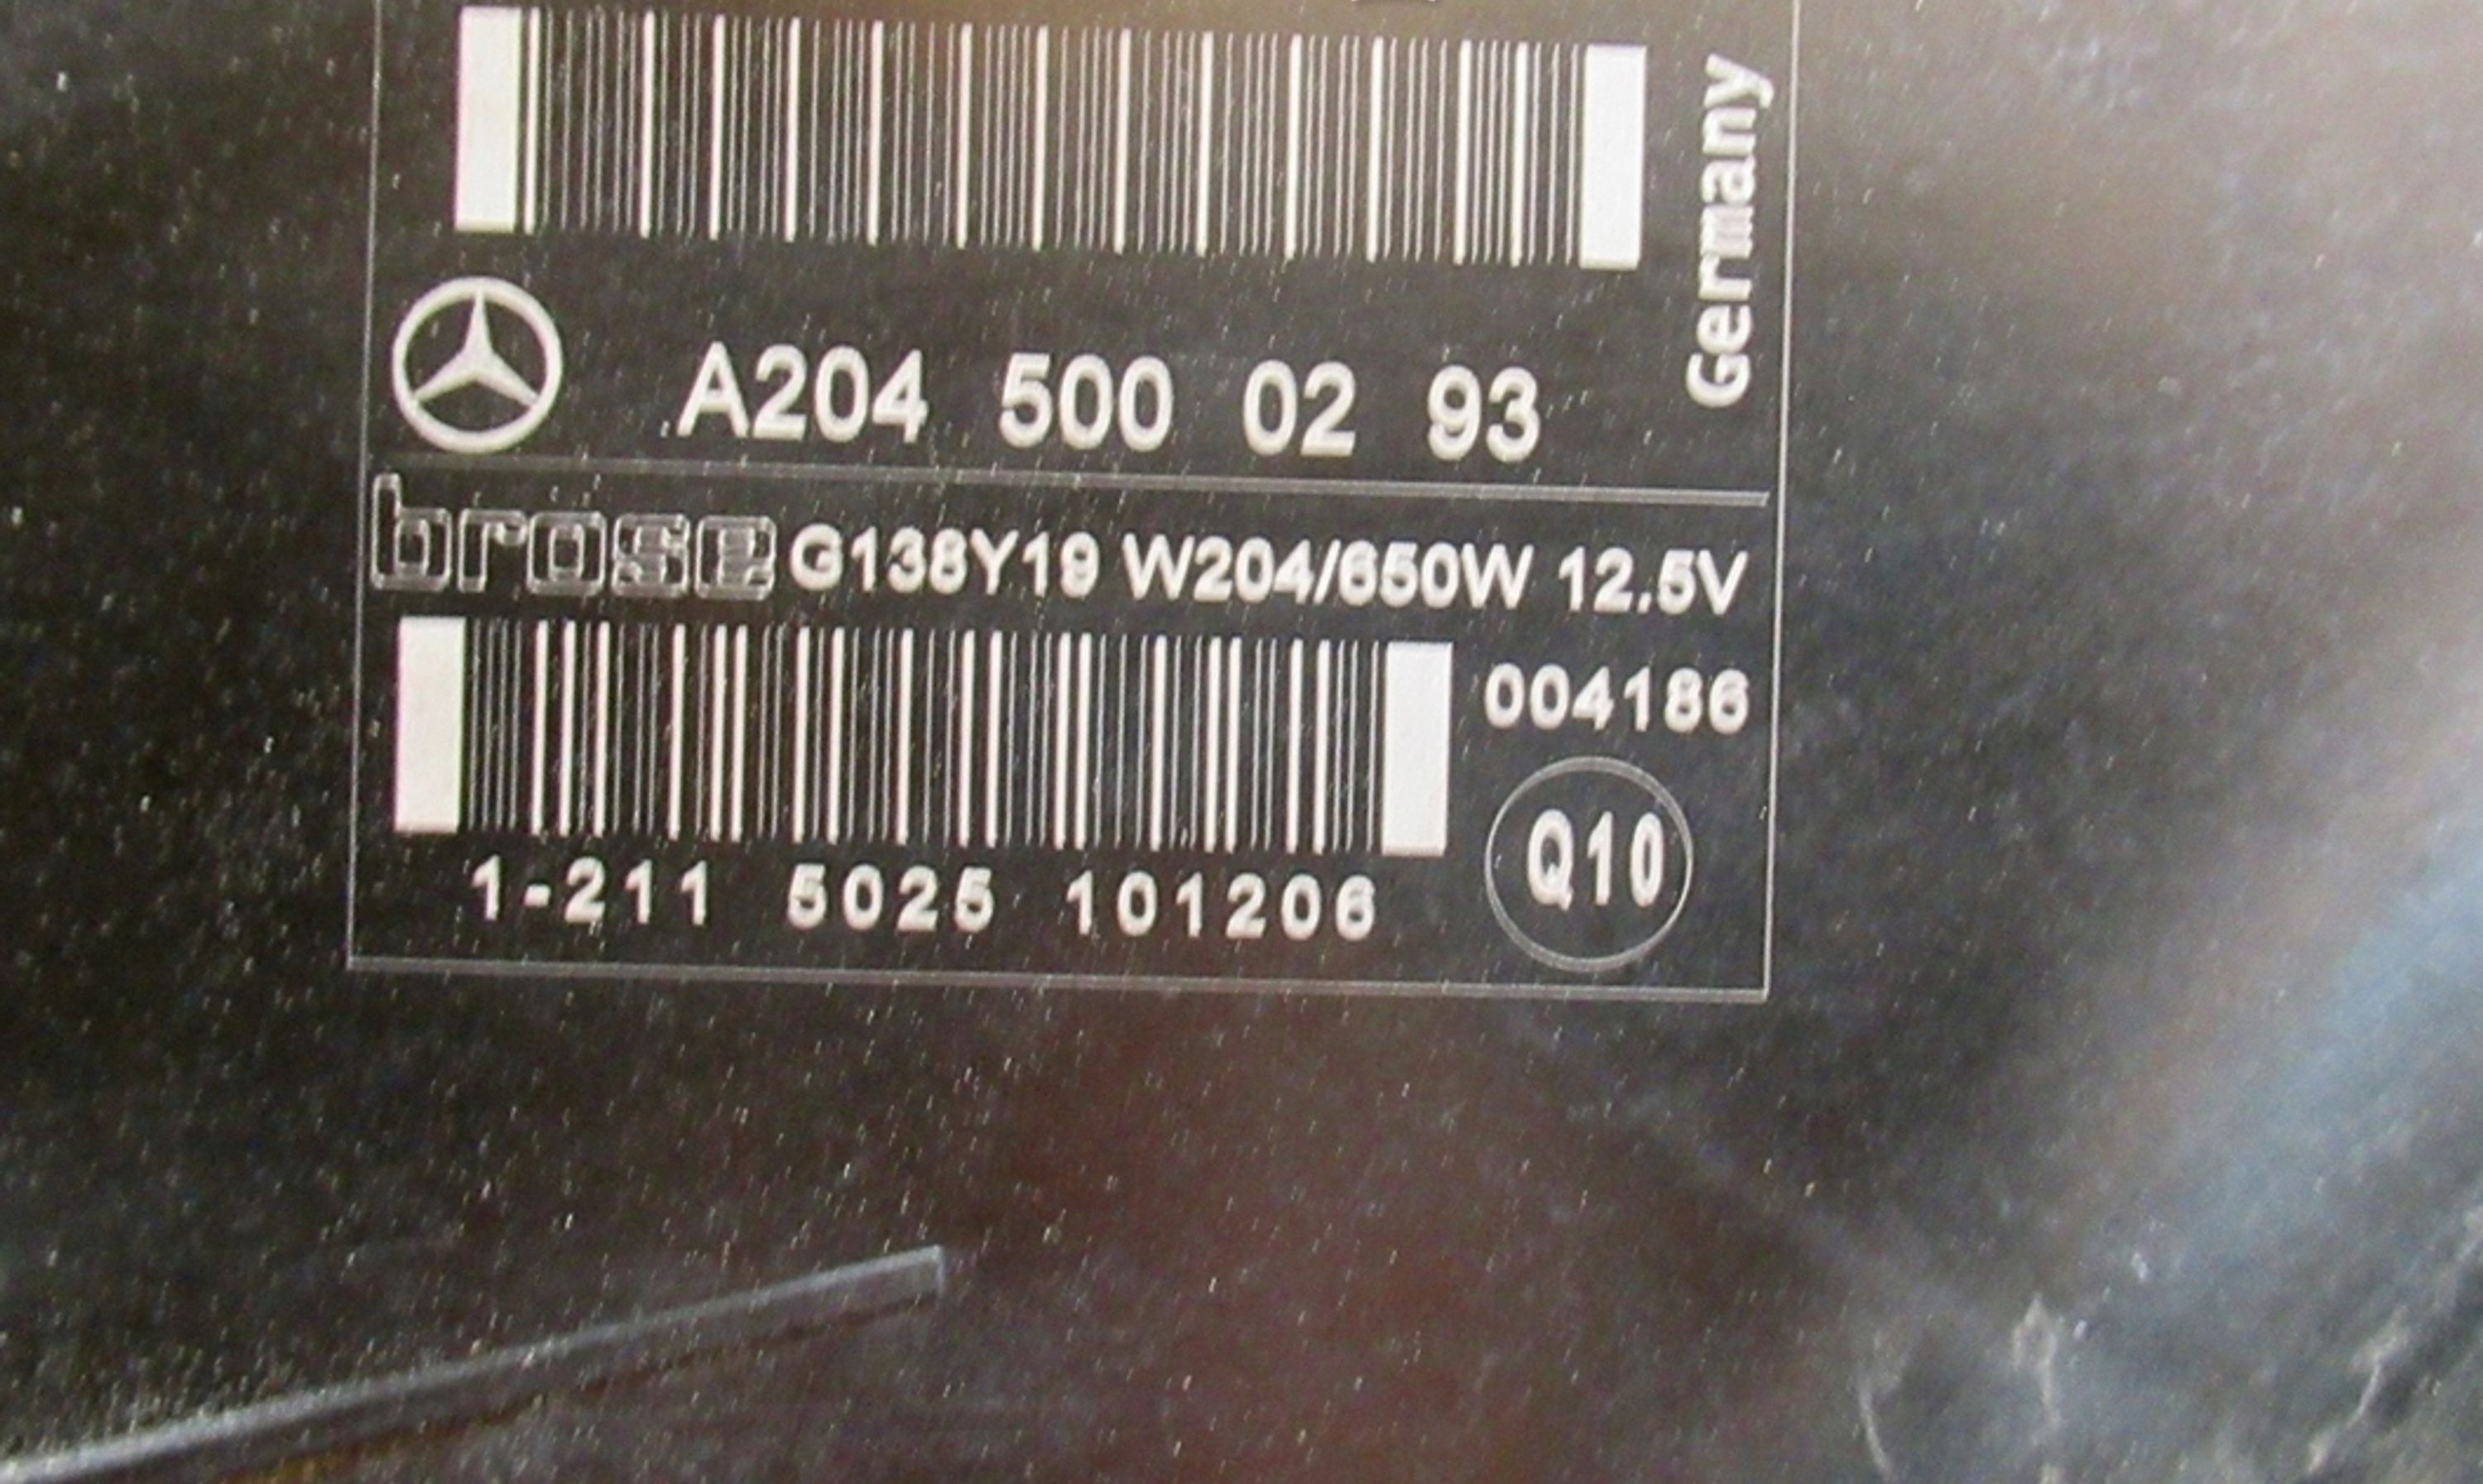 Germany
A204 500 02 93
brose G138Y19 W204/650W 12.5V
004186
Q10
1-211 5025 101206